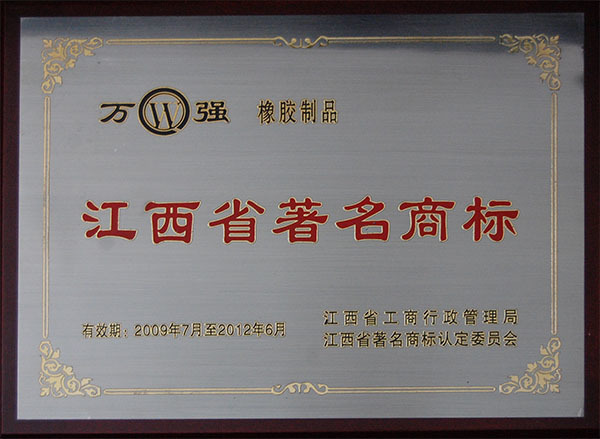 万 W 强 橡胶制品
江西省著名商标
有效期：2009年7月至2012年6月
江西省工商行政管理局
江西省著名商标认定委员会